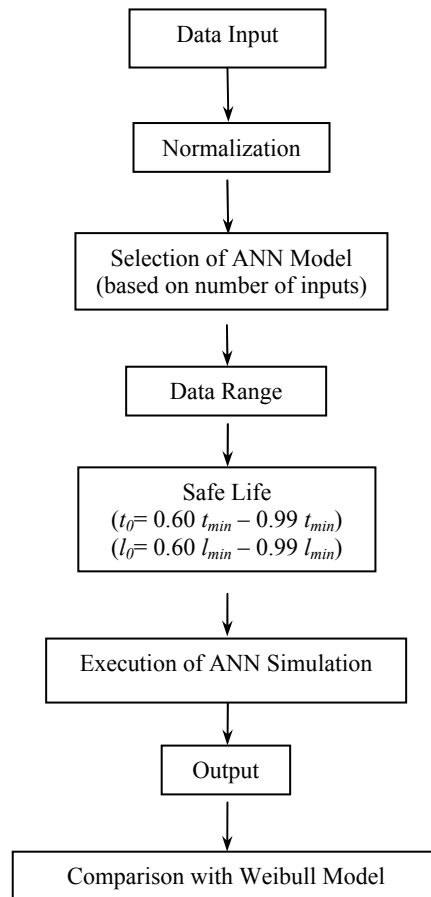 Data Input
Normalization
Selection of ANN Model
(based on number of inputs)
Data Range
Safe Life
(t0= 0.60 tmin – 0.99 tmin)
(l0= 0.60 lmin – 0.99 lmin)
Execution of ANN Simulation
Output
Comparison with Weibull Model